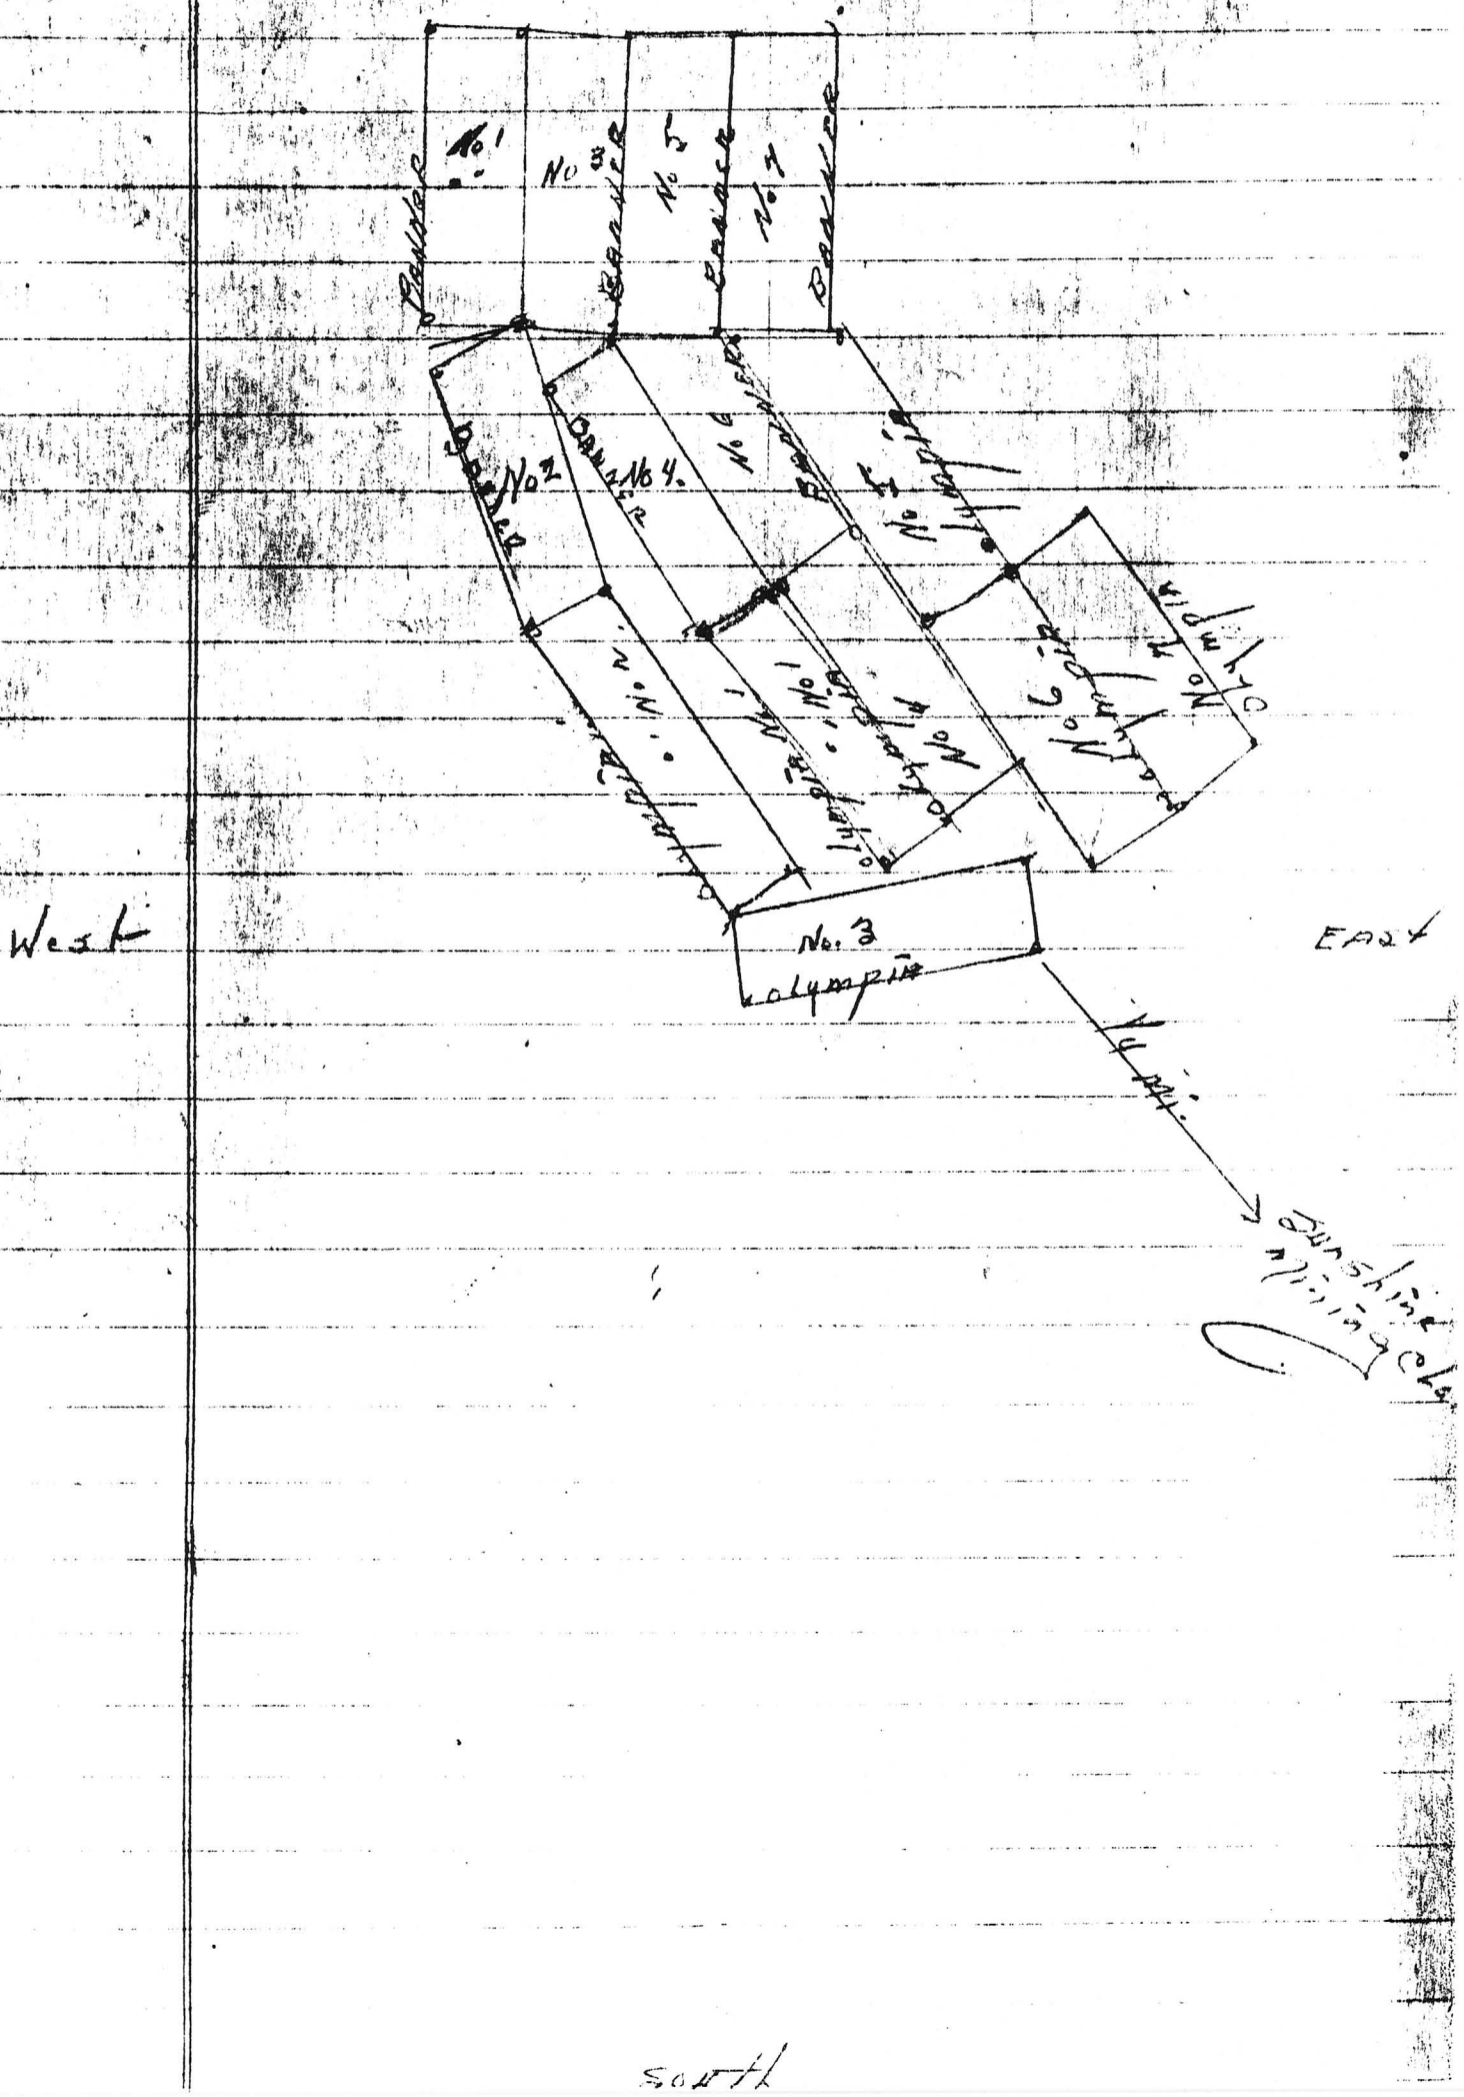 No 1
BANNER
No 3
BANNER
No 5
BANNER
No 7
BANNER
No 2
BANNER
No 4.
BANNER
No 6
BANNER
No 5
Olympia
No 7
Olympia
No 6
Olympia
No. 2
Olympia
No 1
Olympia No 1
No 4
Olympia
No. 3
Olympia
West
EAST
1/4 mi.
Sunshine
Mining
South